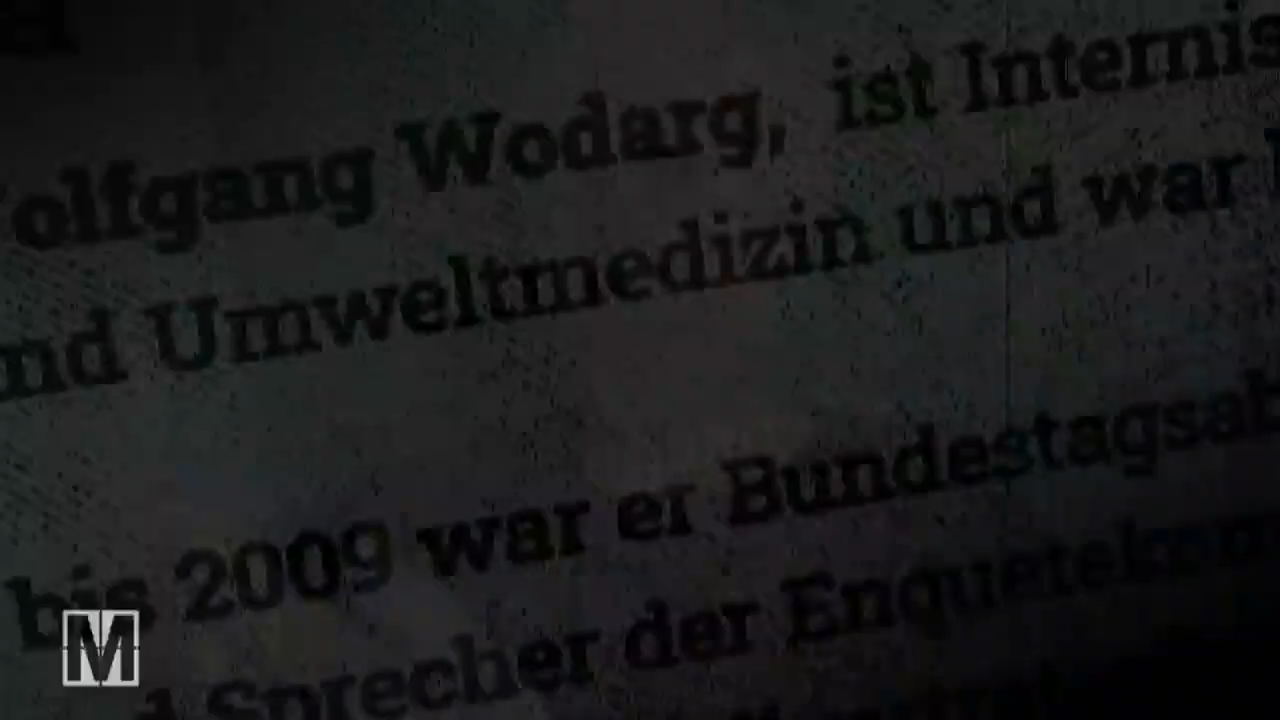 olfgang Wodarg, ist Internis
nd Umweltmedizin und war
bis 2009 war er Bundestagsab
d Sprecher der Enquetekom
M